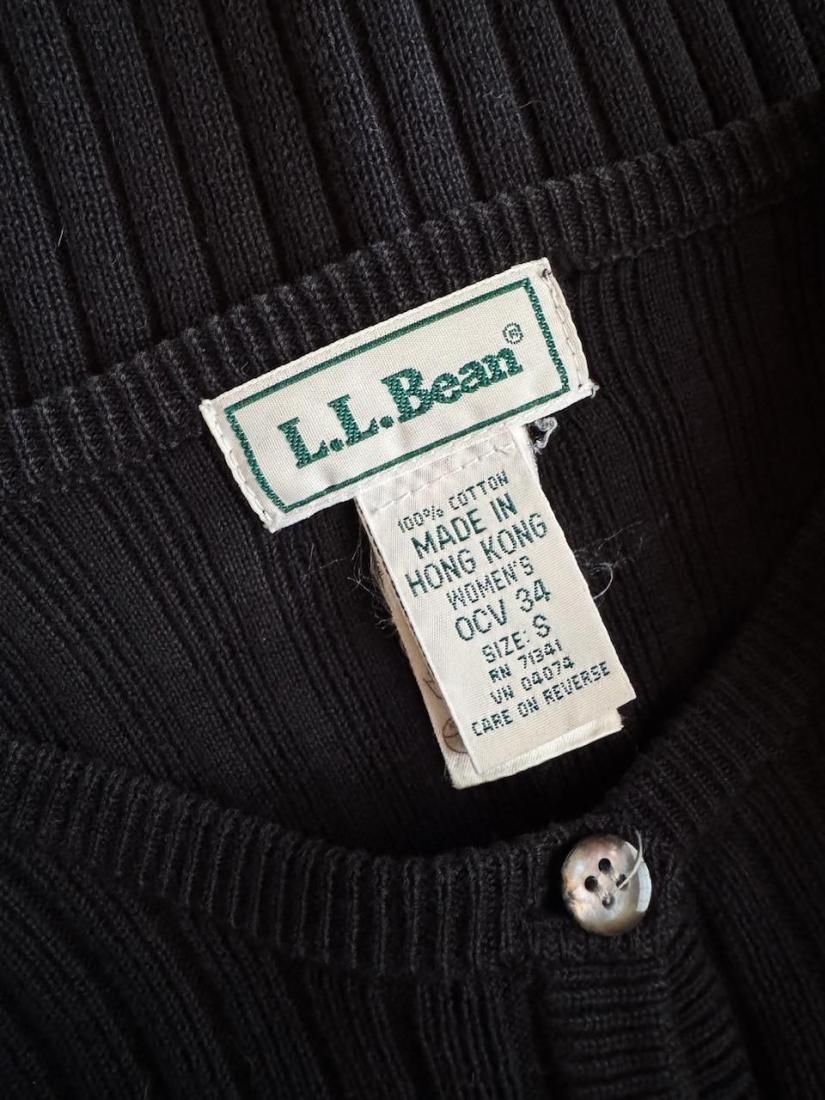 L.L.Bean®
100% COTTON
MADE IN
HONG KONG
WOMEN'S
OCV 34
SIZE: S
RN 71341
VN 04074
CARE ON REVERSE